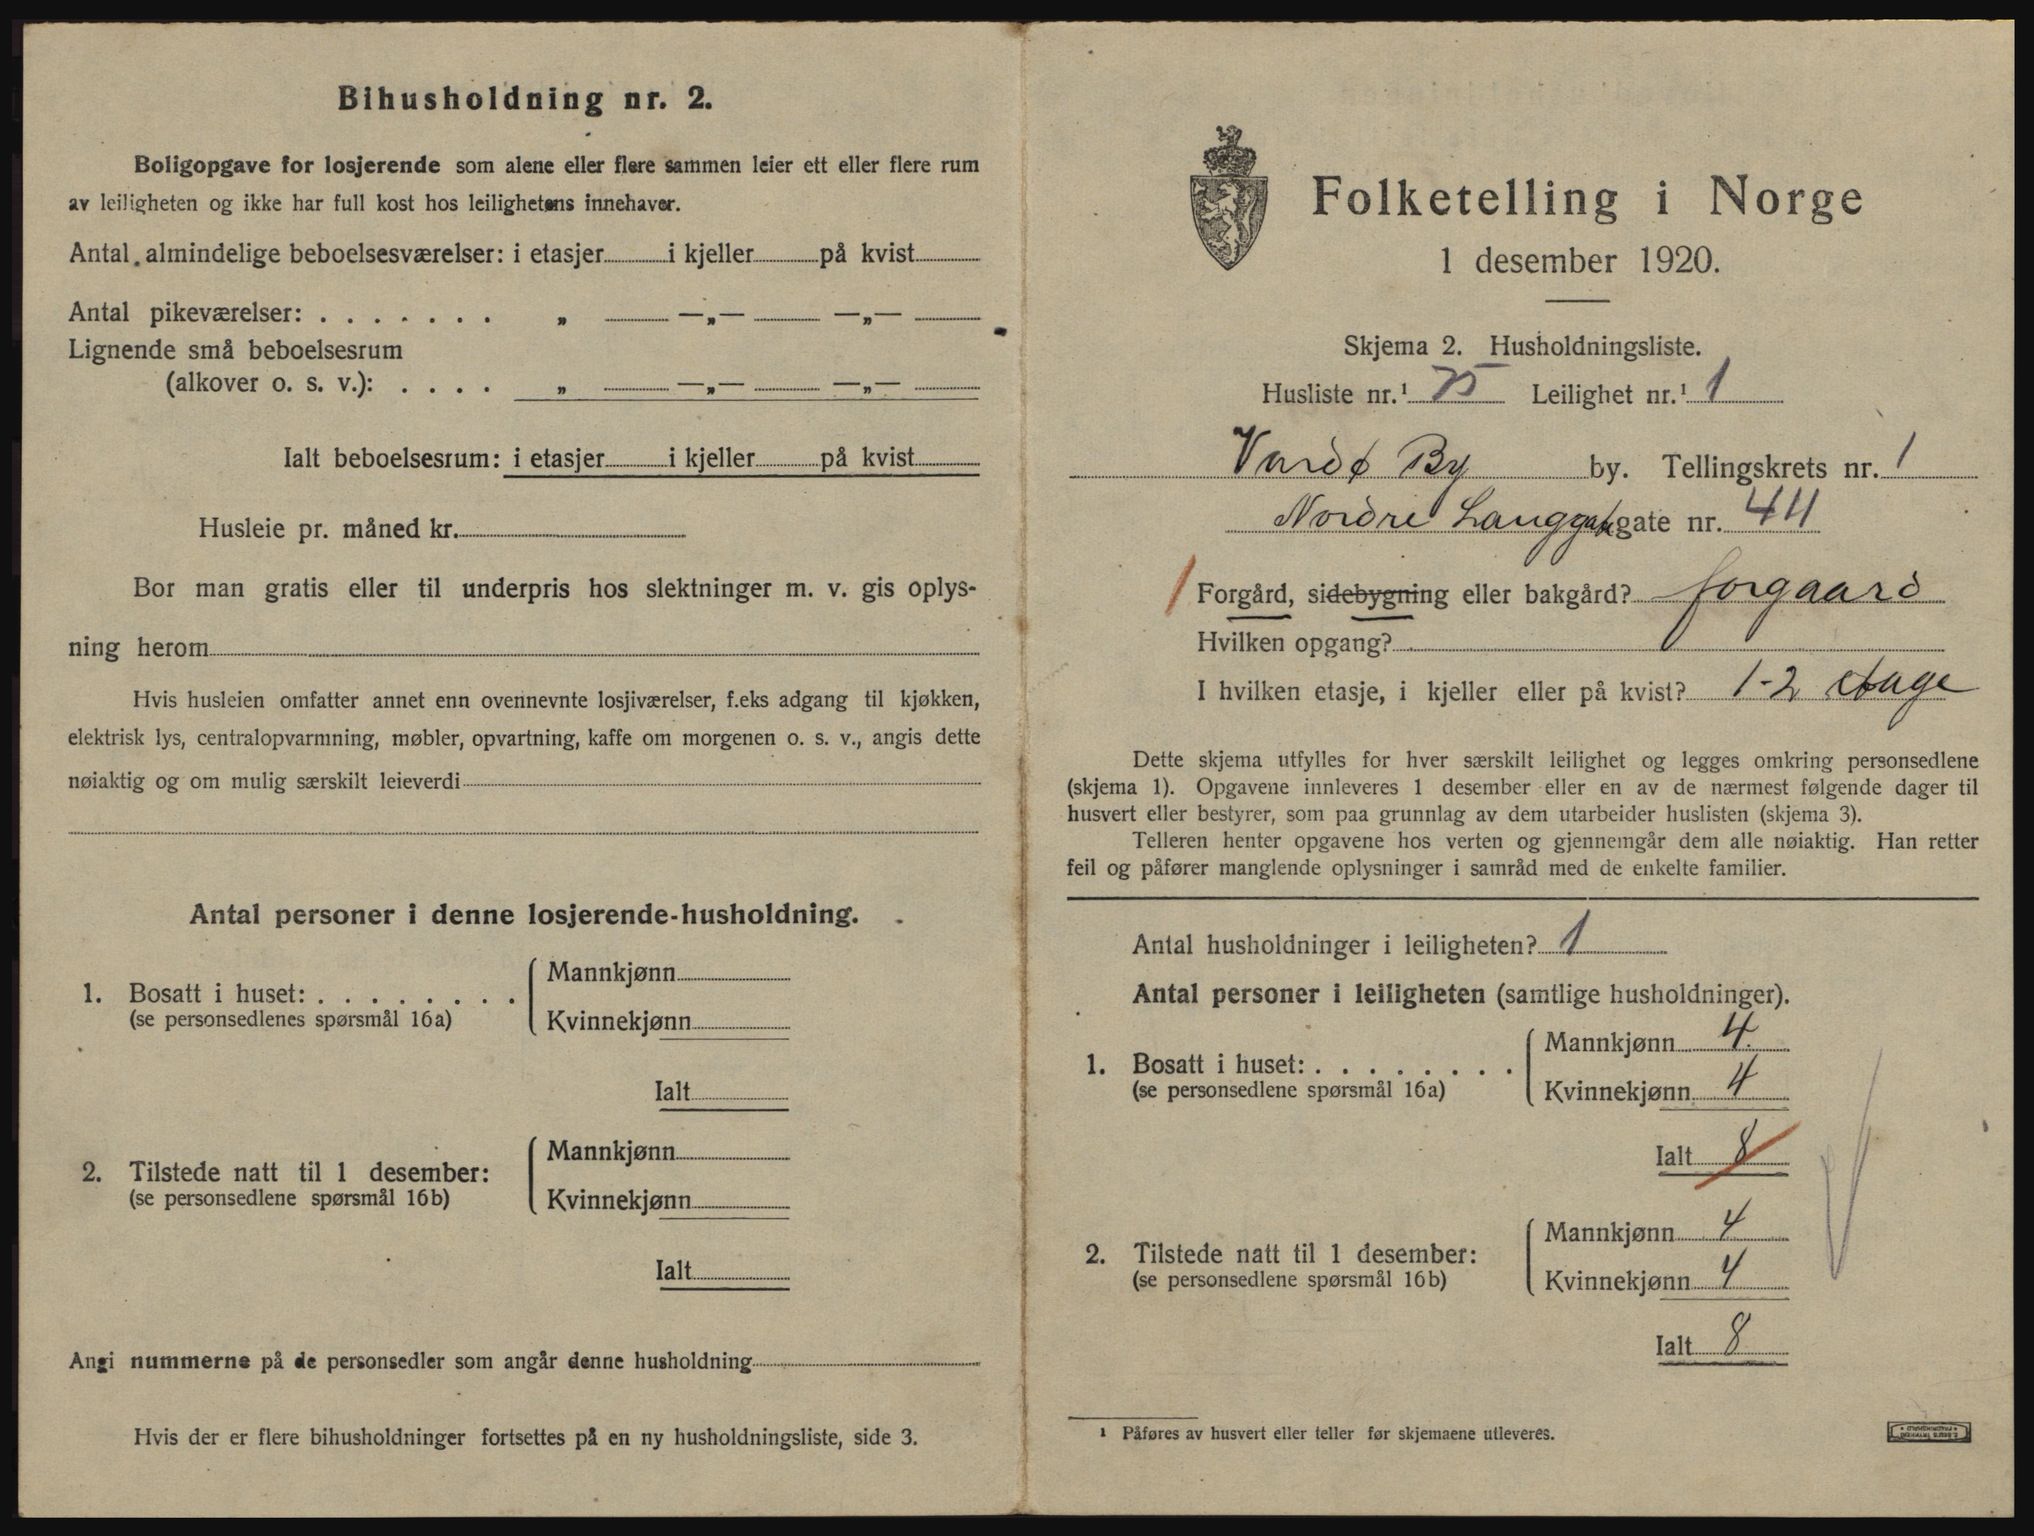 Bihusholdning nr. 2.
Boligopgave for losjerende som alene eller flere sammen leier ett eller flere rum
av leiligheten og ikke har full kost hos leilighetens innehaver.
Antal almindelige beboelsesværelser: i etasjer i kjeller på kvist
Antal pikeværelser: . . . . . . . „ —„— —„—
Lignende små beboelsesrum
(alkover o. s. v.): . . . . „ —„— —„—
Ialt beboelsesrum: i etasjer i kjeller på kvist
Husleie pr. måned kr.
Bor man gratis eller til underpris hos slektninger m. v. gis oplys-
ning herom
Hvis husleien omfatter annet enn ovennevnte losjiværelser, f.eks adgang til kjøkken,
elektrisk lys, centralopvarmning, møbler, opvartning, kaffe om morgenen o. s. v., angis dette
nøiaktig og om mulig særskilt leieverdi
Antal personer i denne losjerende-husholdning.
1. Bosatt i huset: . . . . . . . .
(se personsedlenes spørsmål 16a)
Mannkjønn
Kvinnekjønn
Ialt
2. Tilstede natt til 1 desember:
(se personsedlene spørsmål 16b)
Mannkjønn
Kvinnekjønn
Ialt
Angi nummerne på de personsedler som angår denne husholdning
Hvis der er flere bihusholdninger fortsettes på en ny husholdningsliste, side 3.
Folketelling i Norge
1 desember 1920.
Skjema 2. Husholdningsliste.
Husliste nr.¹ 75 Leilighet nr.¹ 1
Vardø By by. Tellingskrets nr. 1
Nordre Langgate gate nr. 44
1 Forgård, sidebygning eller bakgård? forgaard
Hvilken opgang?
I hvilken etasje, i kjeller eller på kvist? 1-2 etage
Dette skjema utfylles for hver særskilt leilighet og legges omkring personsedlene
(skjema 1). Opgavene innleveres 1 desember eller en av de nærmest følgende dager til
husvert eller bestyrer, som paa grunnlag av dem utarbeider huslisten (skjema 3).
Telleren henter opgavene hos verten og gjennemgår dem alle nøiaktig. Han retter
feil og påfører manglende oplysninger i samråd med de enkelte familier.
Antal husholdninger i leiligheten? 1
Antal personer i leiligheten (samtlige husholdninger).
1. Bosatt i huset: . . . . . . . .
(se personsedlene spørsmål 16a)
Mannkjønn 4.
Kvinnekjønn 4
Ialt 8
2. Tilstede natt til 1 desember:
(se personsedlene spørsmål 16b)
Mannkjønn 4
Kvinnekjønn 4
Ialt 8
¹ Påføres av husvert eller teller før skjemaene utleveres.